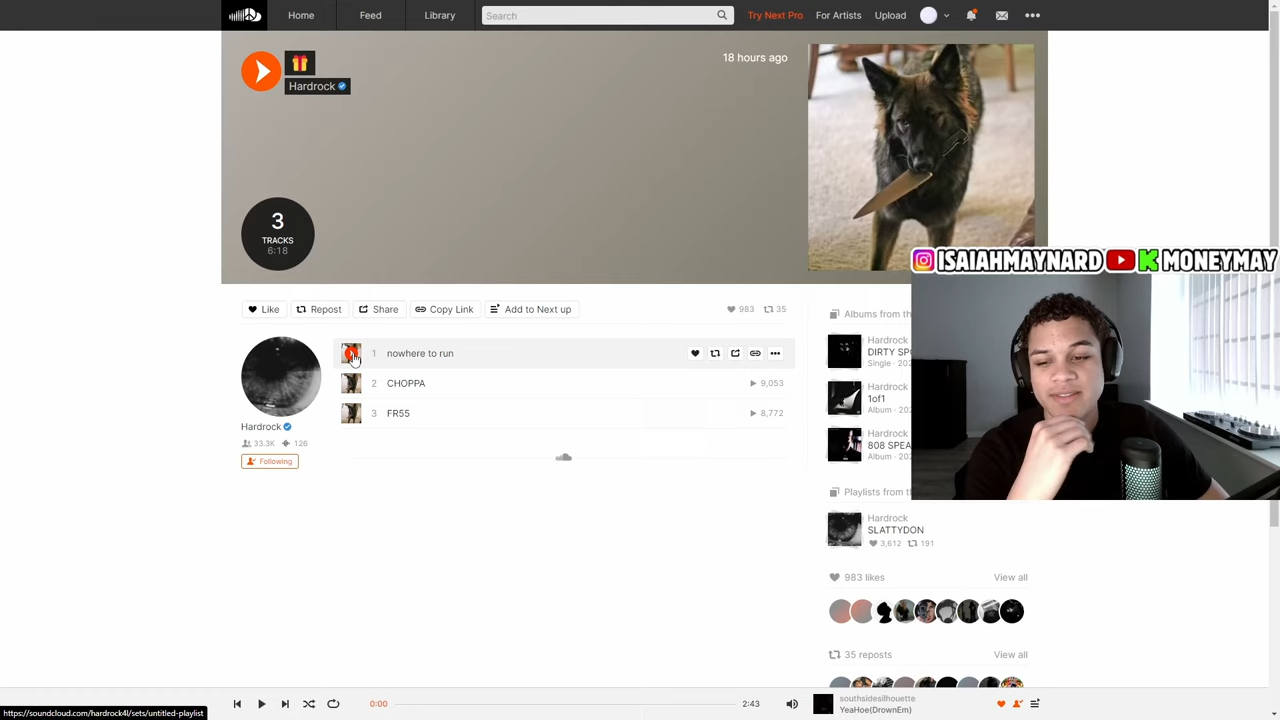 Home
Feed
Library
Search
Try Next Pro
For Artists
Upload
Hardrock
18 hours ago
3
TRACKS
6:18
ISAIAHMAYNARD
MONEYMAY
Like
Repost
Share
Copy Link
Add to Next up
983
35
1 nowhere to run
2 CHOPPA
9,053
3 FR55
8,772
Hardrock
33.3K
126
Following
Albums from
Hardrock
DIRTY
Single
Hardrock
1of1
Album
Hardrock
808
Album
Playlists from
Hardrock
SLATTYDON
3,612
191
983 likes
View all
35 reposts
View all
0:00
2:43
southsidesilhouette
YeaHoe(DrownEm)
https://soundcloud.com/hardrock4l/sets/untitled-playlist